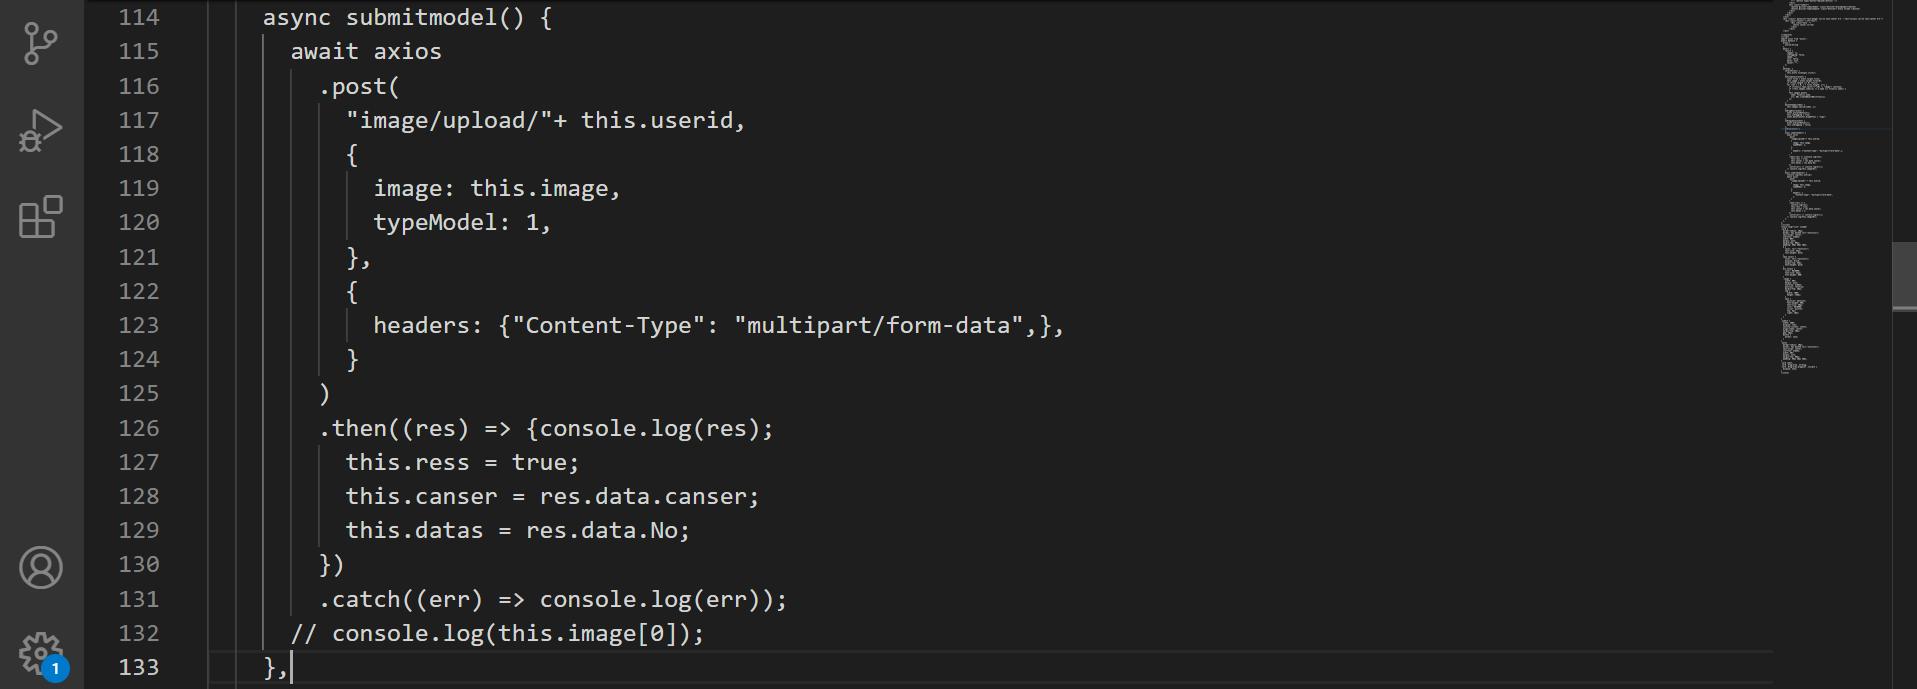 114 async submitmodel() {
115 await axios
116 .post(
117 "image/upload/"+ this.userid,
118 {
119 image: this.image,
120 typeModel: 1,
121 },
122 {
123 headers: {"Content-Type": "multipart/form-data",},
124 }
125 )
126 .then((res) => {console.log(res);
127 this.ress = true;
128 this.canser = res.data.canser;
129 this.datas = res.data.No;
130 })
131 .catch((err) => console.log(err));
132 // console.log(this.image[0]);
133 },
1